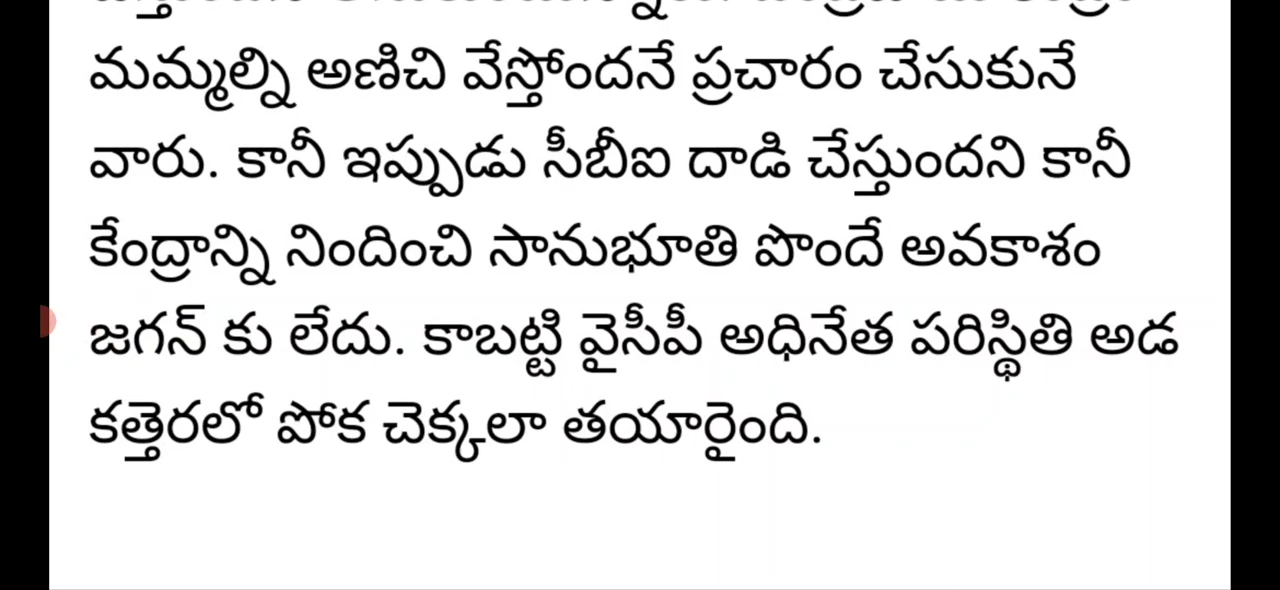 మమ్మల్ని అణిచి వేస్తోందనే ప్రచారం చేసుకునే
వారు. కానీ ఇప్పుడు సీబీఐ దాడి చేస్తుందని కానీ
కేంద్రాన్ని నిందించి సానుభూతి పొందే అవకాశం
జగన్ కు లేదు. కాబట్టి వైసీపీ అధినేత పరిస్థితి అడ
కత్తెరలో పోక చెక్కలా తయారైంది.